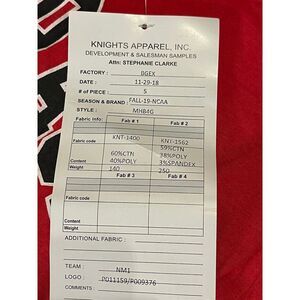 KNIGHTS APPAREL, INC.
DEVELOPMENT & SALESMAN SAMPLES
Attn: STEPHANIE CLARKE
FACTORY : BGEX
DATE : 11-29-18
# of PIECE : 5
SEASON & BRAND : FALL-19-NCAA
STYLE : MHB4G
Fabric Info: Fab # 1 Fab # 2
Fabric code KNT-1400 KNT-1562
Content 60%CTN 40%POLY 59%CTN 38%POLY 3%SPANDEX
Weight 140 250
Fab # 3 Fab # 4
Fabric code
Content
Weight
ADDITIONAL FABRIC :
TEAM : NM1
LOGO : P011159/P009376
COMMENTS :